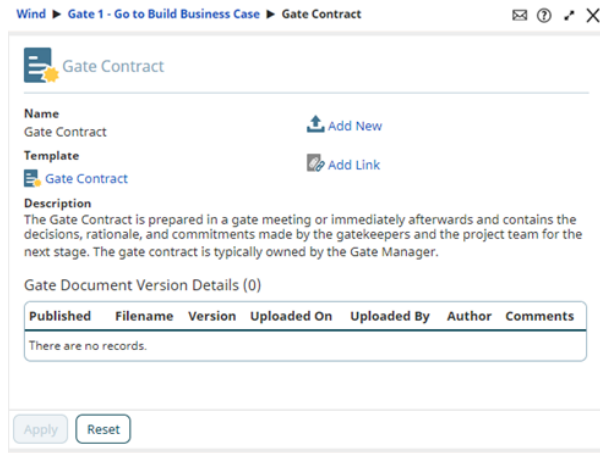 Wind ▶ Gate 1 - Go to Build Business Case ▶ Gate Contract
Gate Contract
Name
Gate Contract
Add New
Template
Gate Contract
Add Link
Description
The Gate Contract is prepared in a gate meeting or immediately afterwards and contains the
decisions, rationale, and commitments made by the gatekeepers and the project team for the
next stage. The gate contract is typically owned by the Gate Manager.
Gate Document Version Details (0)
Published Filename Version Uploaded On Uploaded By Author Comments
There are no records.
Apply Reset